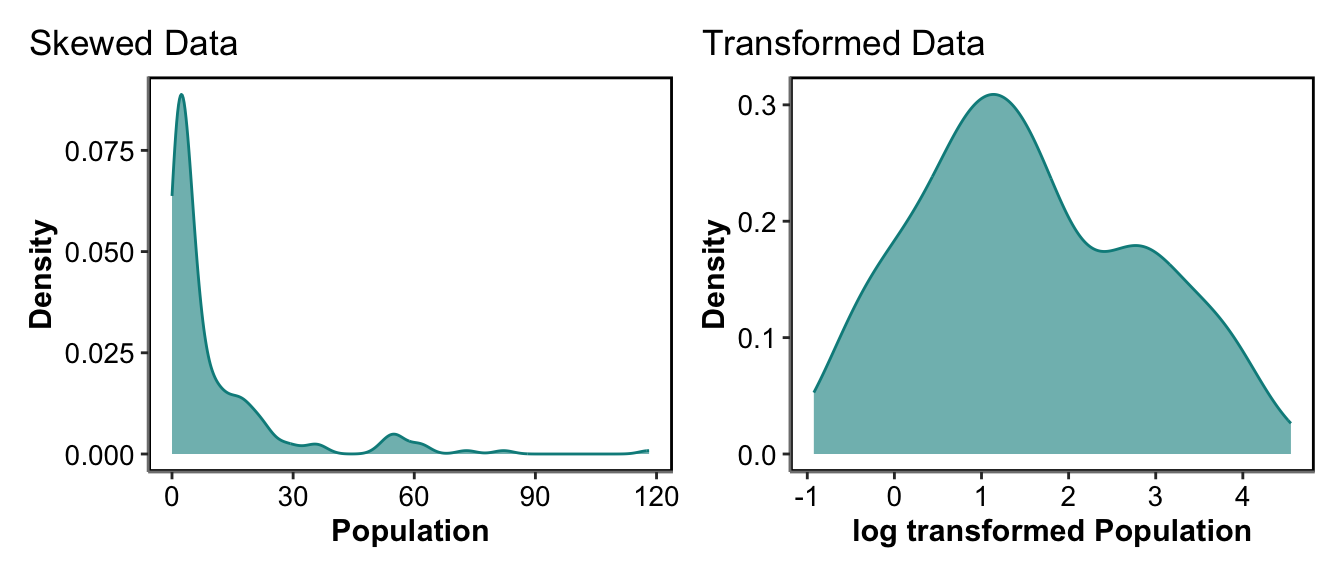 Skewed Data
Density
0.075
0.050
0.025
0.000
0 30 60 90 120
Population
Transformed Data
Density
0.3
0.2
0.1
0.0
-1 0 1 2 3 4
log transformed Population